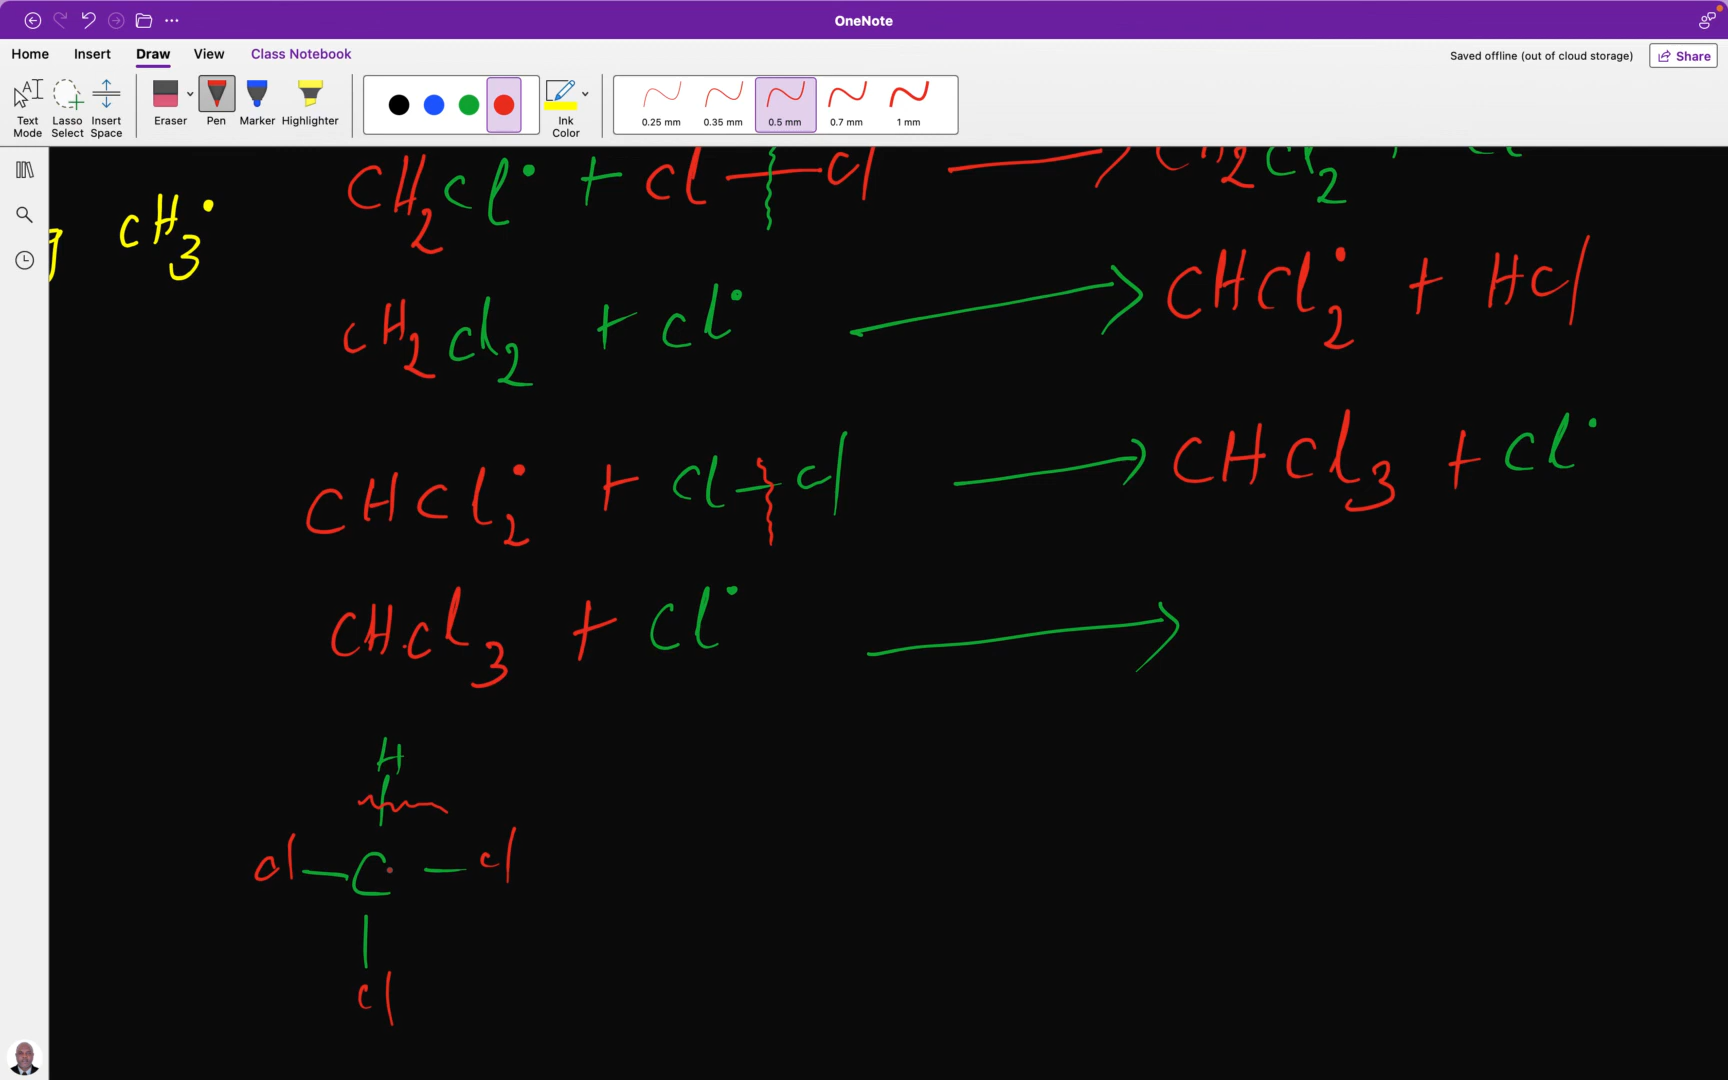 OneNote
Home Insert Draw View Class Notebook
Saved offline (out of cloud storage) Share
Text Mode Lasso Select Insert Space Eraser Pen Marker Highlighter Ink Color 0.25 mm 0.35 mm 0.5 mm 0.7 mm 1 mm
CH₂Cl• + Cl—Cl → CH₂Cl₂ + Cl
CH₃•
CH₂Cl₂ + Cl• → CHCl₂• + HCl
CHCl₂• + Cl—Cl → CHCl₃ + Cl•
CHCl₃ + Cl• →
H
Cl—C—Cl
Cl